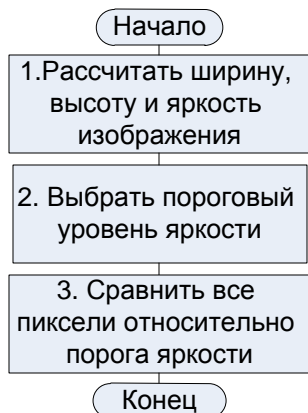 Начало
1.Рассчитать ширину,
высоту и яркость
изображения
2. Выбрать пороговый
уровень яркости
3. Сравнить все
пиксели относительно
порога яркости
Конец